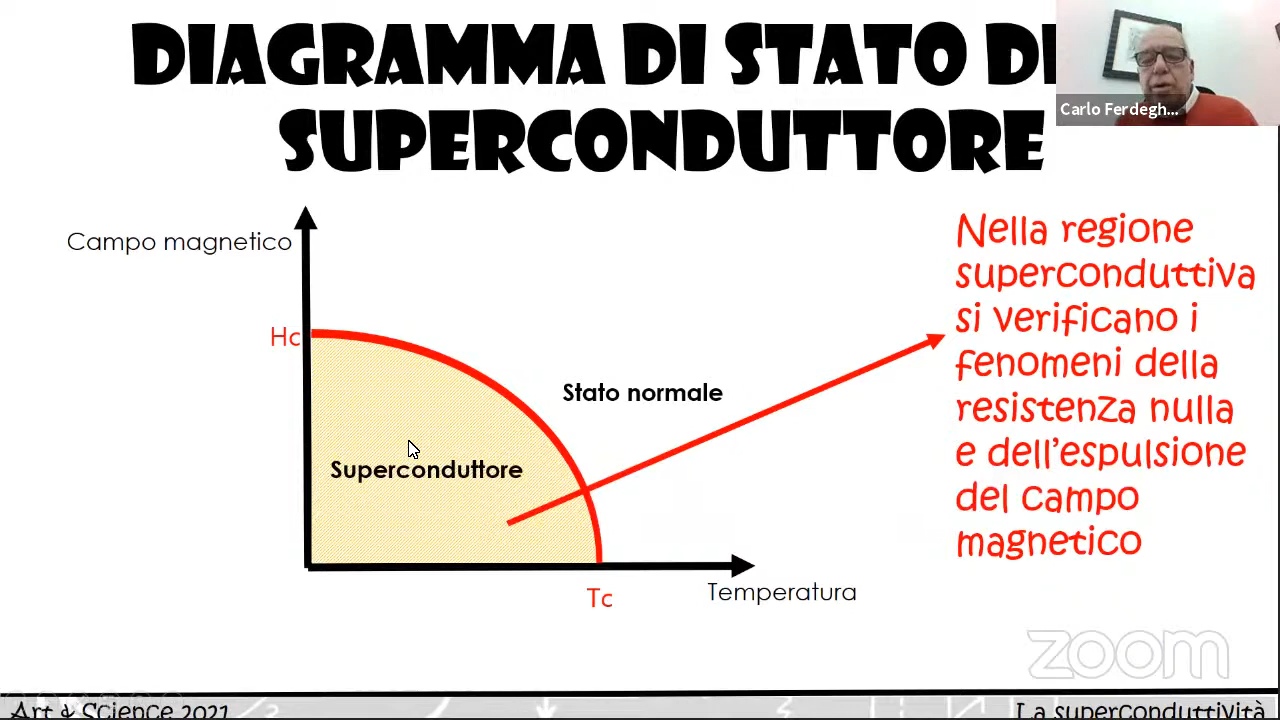 DIAGRAMMA DI STATO DI
SUPERCONDUTTORE
Carlo Ferdegh...
Campo magnetico
Hc
Stato normale
Superconduttore
Tc
Temperatura
Nella regione
superconduttiva
si verificano i
fenomeni della
resistenza nulla
e dell'espulsione
del campo
magnetico
zoom
Art & Science 2021
La superconduttività